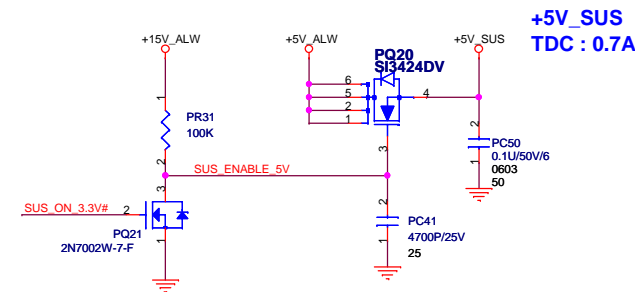 +5V_SUS
TDC : 0.7A
+15V_ALW
+5V_ALW
+5V_SUS
PQ20
SI3424DV
6
5
2
1
4
3
1
PR31
100K
2
2
PC50
0.1U/50V/6
0603
50
1
SUS_ENABLE_5V
3
SUS_ON_3.3V#
2
PQ21
2N7002W-7-F
1
2
PC41
4700P/25V
25
1